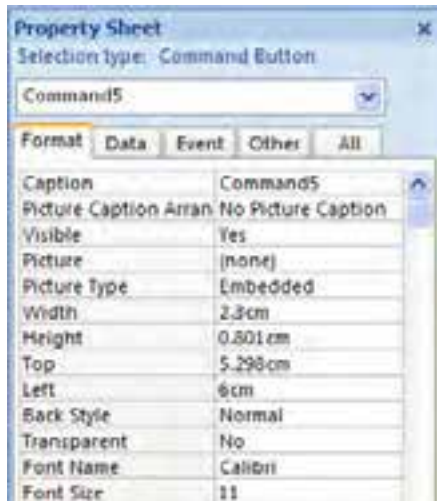 Property Sheet
Selection type: Command Button
Command5
Format Data Event Other All
Caption Command5
Picture Caption Arran No Picture Caption
Visible Yes
Picture (none)
Picture Type Embedded
Width 2.3cm
Height 0.801cm
Top 5.298cm
Left 6cm
Back Style Normal
Transparent No
Font Name Calibri
Font Size 11